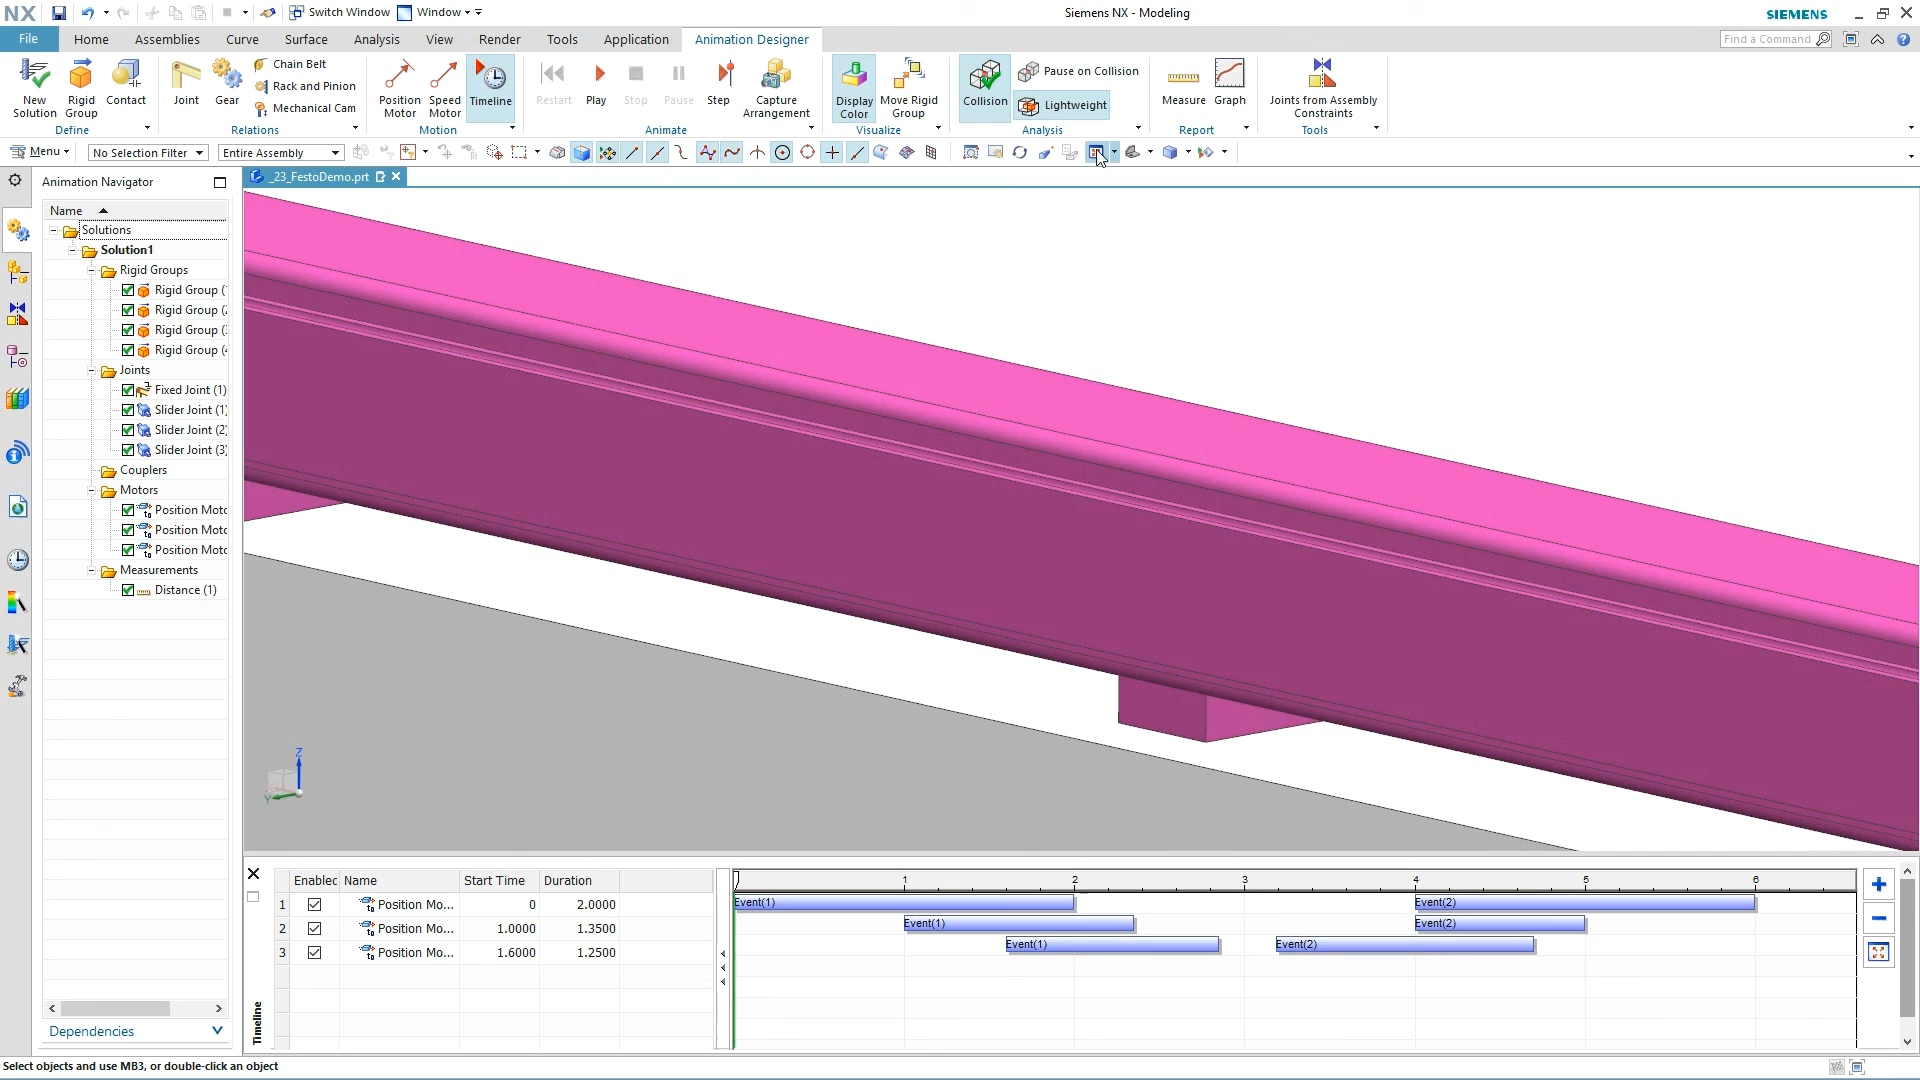 NX
Switch Window
Window
Siemens NX - Modeling
SIEMENS
File
Home
Assemblies
Curve
Surface
Analysis
View
Render
Tools
Application
Animation Designer
Find a Command
New Solution
Rigid Group
Contact
Define
Joint
Gear
Chain Belt
Rack and Pinion
Mechanical Cam
Relations
Position Motor
Speed Motor
Timeline
Motion
Restart
Play
Stop
Pause
Step
Capture Arrangement
Animate
Display Color
Move Rigid Group
Visualize
Collision
Pause on Collision
Lightweight
Analysis
Measure
Graph
Report
Joints from Assembly Constraints
Tools
Menu
No Selection Filter
Entire Assembly
Animation Navigator
_23_FestoDemo.prt
Name
Solutions
Solution1
Rigid Groups
Rigid Group (
Rigid Group (
Rigid Group (
Rigid Group (
Joints
Fixed Joint (1)
Slider Joint (1)
Slider Joint (2)
Slider Joint (3)
Couplers
Motors
Position Moto
Position Moto
Position Moto
Measurements
Distance (1)
Dependencies
Z
Y
Timeline
Enabled Name Start Time Duration
1 Position Mo... 0 2.0000
2 Position Mo... 1.0000 1.3500
3 Position Mo... 1.6000 1.2500
1 2 3 4 5 6
Event(1) Event(2)
Event(1) Event(2)
Event(1) Event(2)
Select objects and use MB3, or double-click an object